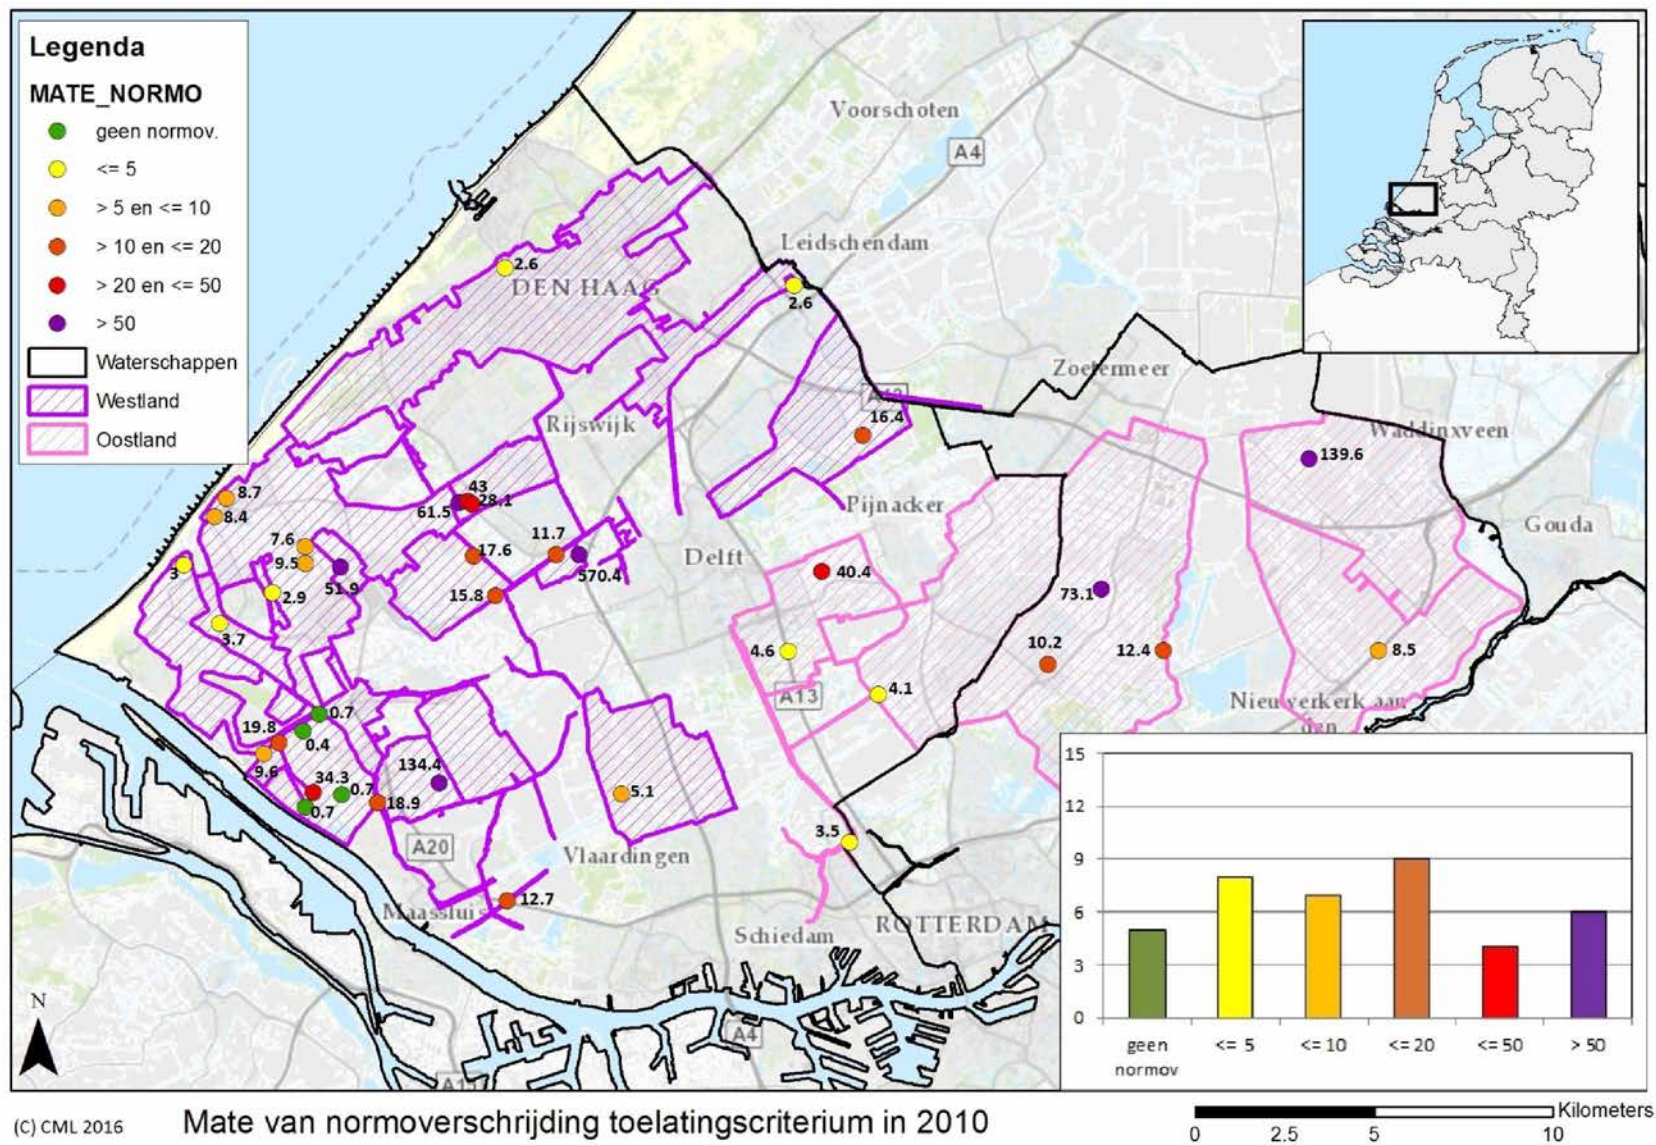 Legenda
MATE_NORMO
geen normov.
<= 5
> 5 en <= 10
> 10 en <= 20
> 20 en <= 50
> 50
Waterschappen
Westland
Oostland
Voorschoten
A4
Leidschendam
2.6
DEN HAAG
2.6
Zoetermeer
16.4
Rijswijk
Waddinxveen
139.6
43
8.7
28.1
61.5
8.4
Pijnacker
Gouda
7.6
11.7
17.6
Delft
9.5
3
570.4
40.4
51.9
2.9
15.8
73.1
3.7
10.2
4.6
12.4
8.5
4.1
A13
Nieuwerkerk aan
den
0.7
19.8
0.4
9.6
134.4
34.3
0.7
5.1
18.9
0.7
3.5
A20
Vlaardingen
12.7
Maassluis
ROTTERDAM
Schiedam
A4
N
15
12
9
6
3
0
geen normov
<= 5
<= 10
<= 20
<=50
> 50
(C) CML 2016
Mate van normoverschrijding toelatingscriterium in 2010
Kilometers
0 2.5 5 10